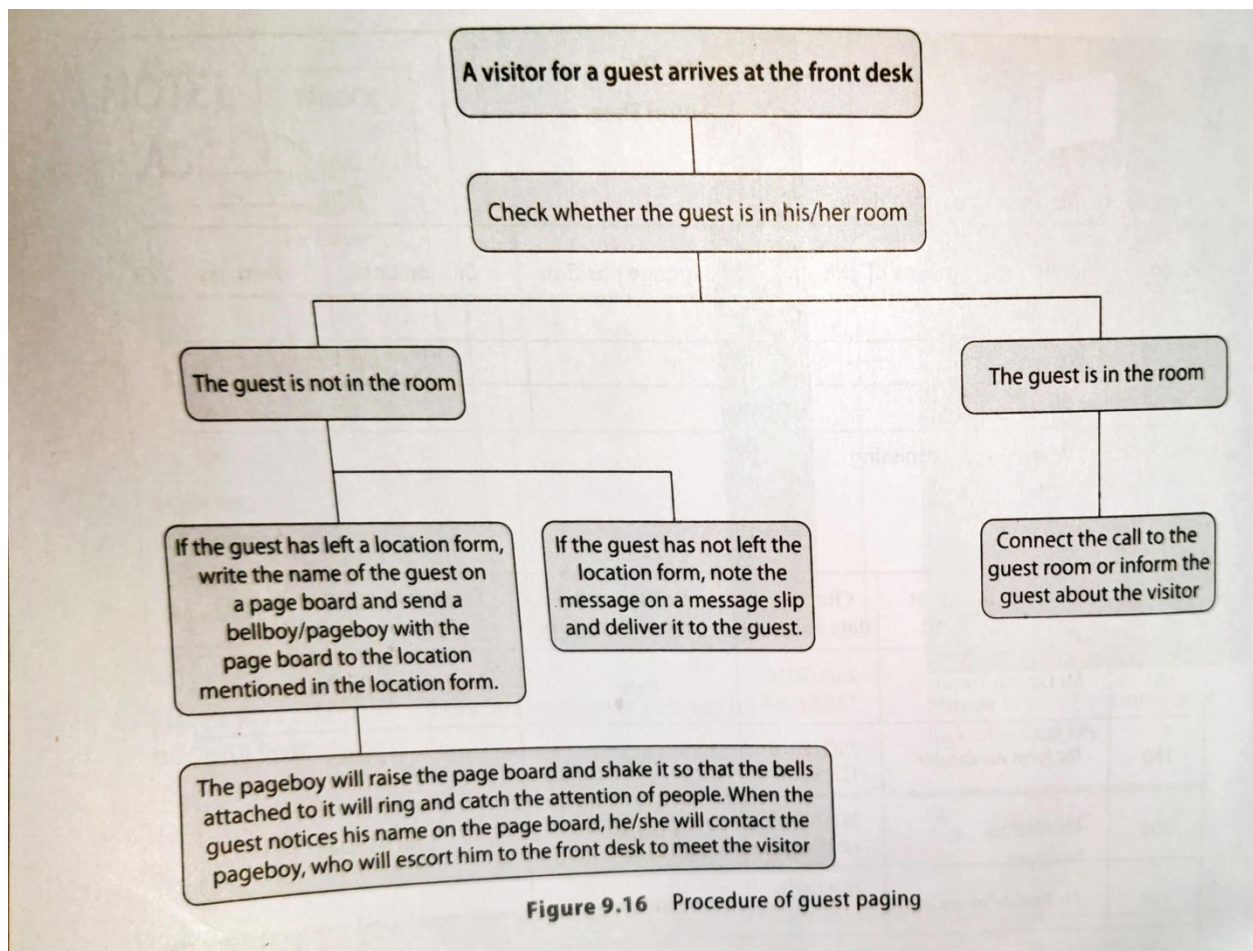 A visitor for a guest arrives at the front desk
Check whether the guest is in his/her room
The guest is not in the room
The guest is in the room
If the guest has left a location form,
write the name of the guest on
a page board and send a
bellboy/pageboy with the
page board to the location
mentioned in the location form.
If the guest has not left the
location form, note the
message on a message slip
and deliver it to the guest.
Connect the call to the
guest room or inform the
guest about the visitor
The pageboy will raise the page board and shake it so that the bells
attached to it will ring and catch the attention of people. When the
guest notices his name on the page board, he/she will contact the
pageboy, who will escort him to the front desk to meet the visitor
Figure 9.16 Procedure of guest paging